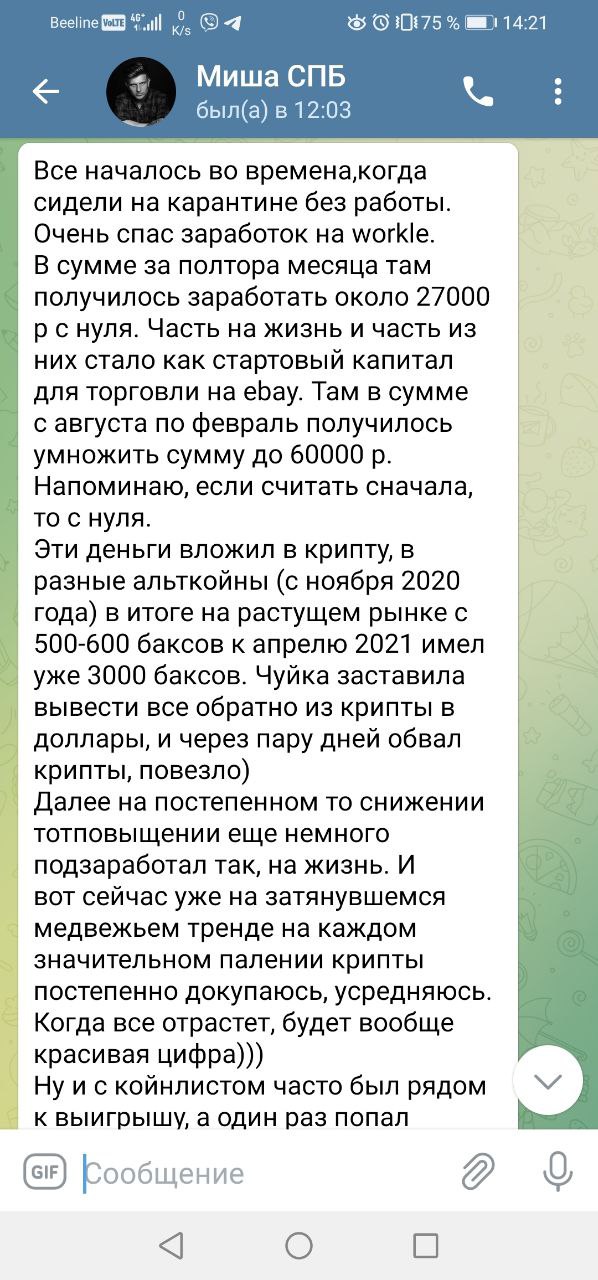 Beeline VoLTE 4G+ 0 K/s 75 % 14:21
Миша СПБ
был(а) в 12:03
Все началось во времена,когда
сидели на карантине без работы.
Очень спас заработок на workle.
В сумме за полтора месяца там
получилось заработать около 27000
р с нуля. Часть на жизнь и часть из
них стало как стартовый капитал
для торговли на ebay. Там в сумме
с августа по февраль получилось
умножить сумму до 60000 р.
Напоминаю, если считать сначала,
то с нуля.
Эти деньги вложил в крипту, в
разные альткойны (с ноября 2020
года) в итоге на растущем рынке с
500-600 баксов к апрелю 2021 имел
уже 3000 баксов. Чуйка заставила
вывести все обратно из крипты в
доллары, и через пару дней обвал
крипты, повезло)
Далее на постепенном то снижении
тотповыщении еще немного
подзаработал так, на жизнь. И
вот сейчас уже на затянувшемся
медвежьем тренде на каждом
значительном палении крипты
постепенно докупаюсь, усредняюсь.
Когда все отрастет, будет вообще
красивая цифра)))
Ну и с койнлистом часто был рядом
к выигрышу, а один раз попал
GIF Сообщение